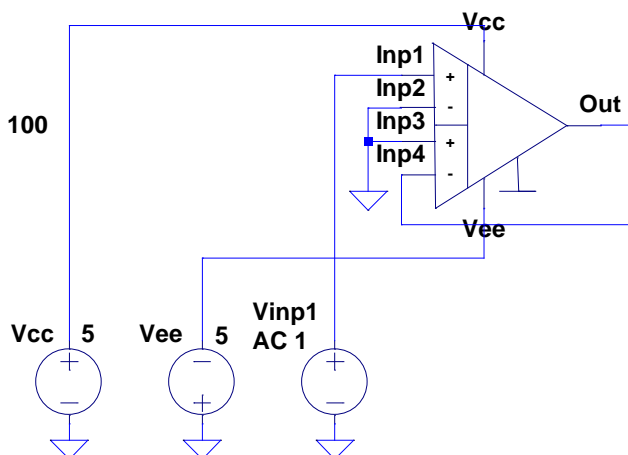 Vcc
Inp1
+
Inp2
-
100
Inp3
Out
+
Inp4
-
Vee
Vcc 5
Vee 5
Vinp1
AC 1